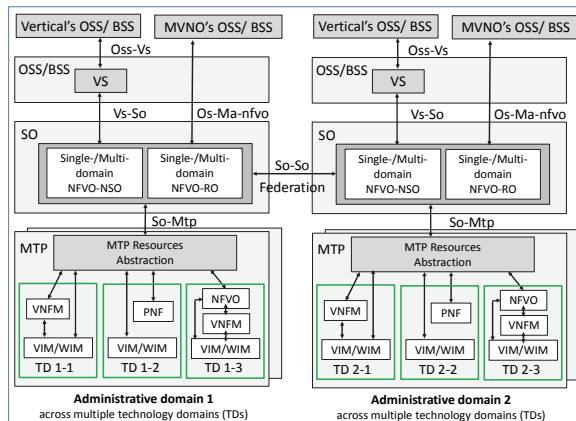 Vertical's OSS/ BSS
MVNO's OSS/ BSS
Oss-Vs
OSS/BSS
VS
Vs-So
Os-Ma-nfvo
SO
Single-/Multi-
domain
NFVO-NSO
Single-/Multi-
domain
NFVO-RO
So-Mtp
MTP
MTP Resources
Abstraction
VNFM
VIM/WIM
TD 1-1
PNF
VIM/WIM
TD 1-2
NFVO
VNFM
VIM/WIM
TD 1-3
Administrative domain 1
across multiple technology domains (TDs)
So-So
Federation
Vertical's OSS/ BSS
MVNO's OSS/ BSS
Oss-Vs
OSS/BSS
VS
Vs-So
Os-Ma-nfvo
SO
Single-/Multi-
domain
NFVO-NSO
Single-/Multi-
domain
NFVO-RO
So-Mtp
MTP
MTP Resources
Abstraction
VNFM
VIM/WIM
TD 2-1
PNF
VIM/WIM
TD 2-2
NFVO
VNFM
VIM/WIM
TD 2-3
Administrative domain 2
across multiple technology domains (TDs)